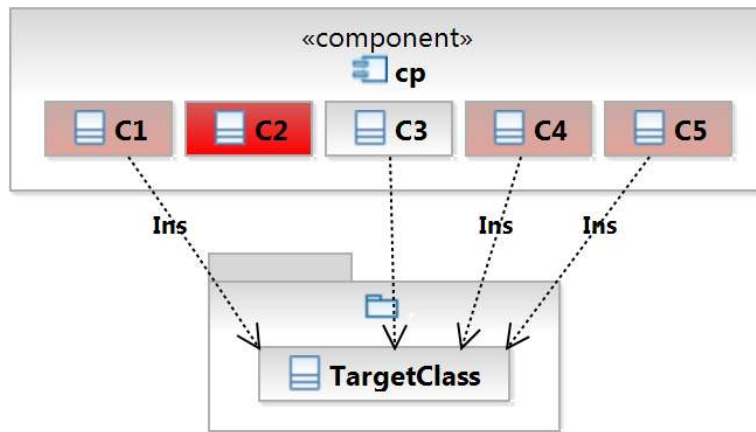 «component»
cp
C1 C2 C3 C4 C5
Ins Ins Ins
TargetClass